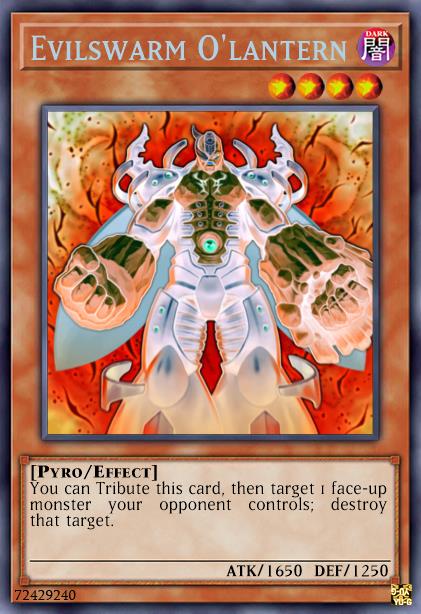 Evilswarm O'lantern
DARK
闇
[Pyro/Effect]
You can Tribute this card, then target 1 face-up
monster your opponent controls; destroy
that target.
ATK/1650 DEF/1250
72429240